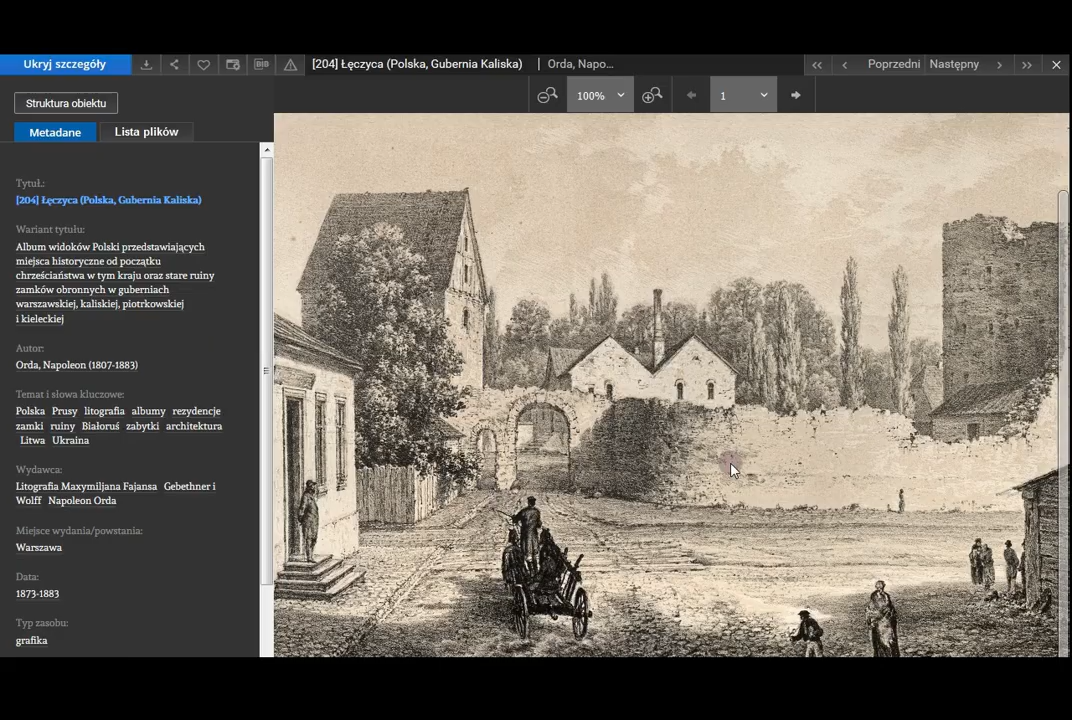 Ukryj szczegóły
[204] Łęczyca (Polska, Gubernia Kaliska) | Orda, Napo...
Poprzedni Następny
Struktura obiektu
100%
1
Metadane
Lista plików
Tytuł.:
[204] Łęczyca (Polska, Gubernia Kaliska)
Wariant tytułu:
Album widoków Polski przedstawiających
miejsca historyczne od początku
chrześciaństwa w tym kraju oraz stare ruiny
zamków obronnych w guberniach
warszawskiej, kaliskiej, piotrkowskiej
i kieleckiej
Autor:
Orda, Napoleon (1807-1883)
Temat i słowa kluczowe:
Polska Prusy litografia albumy rezydencje
zamki ruiny Białoruś zabytki architektura
Litwa Ukraina
Wydawca:
Litografia Maxymiljana Fajansa Gebethner i
Wolff Napoleon Orda
Miejsce wydania/powstania:
Warszawa
Data:
1873-1883
Typ zasobu:
grafika